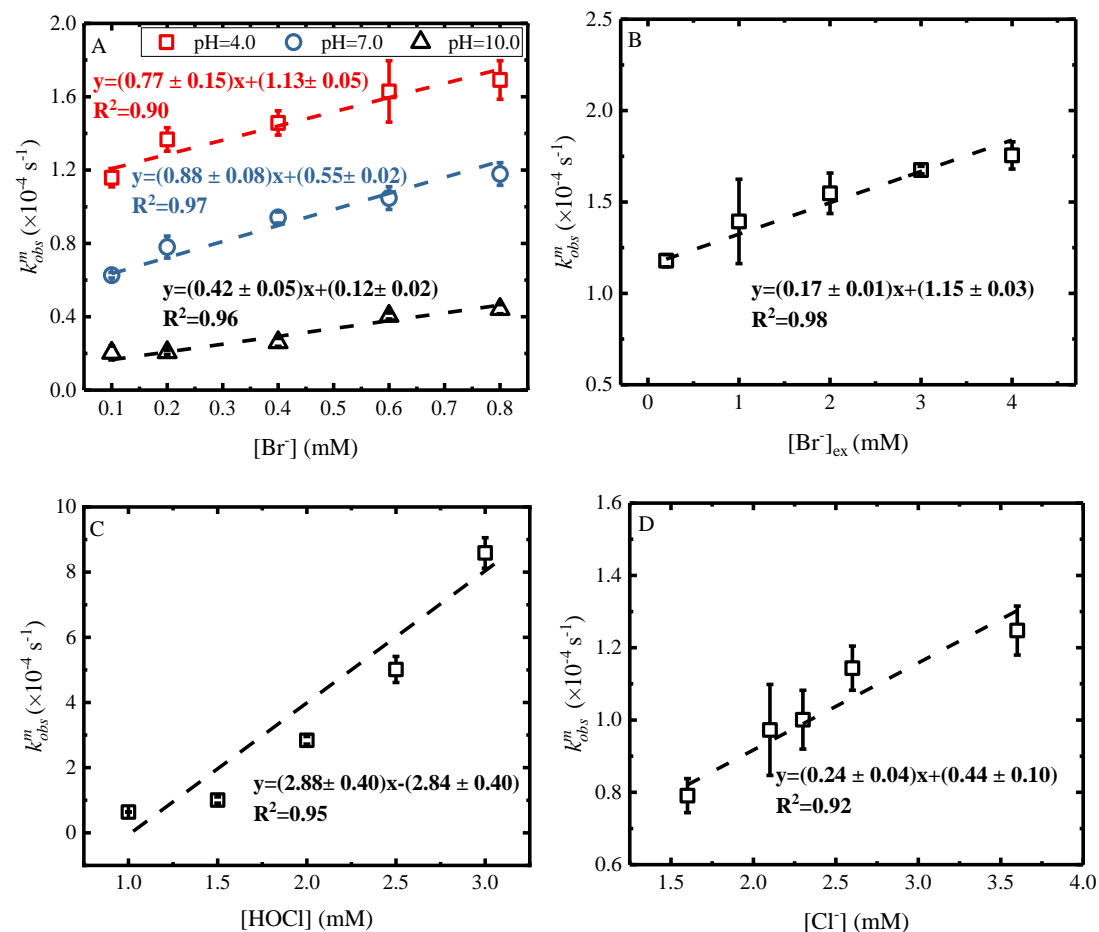 A
pH=4.0 pH=7.0 pH=10.0
y=(0.77 ± 0.15)x+(1.13± 0.05)
R²=0.90
y=(0.88 ± 0.08)x+(0.55± 0.02)
R²=0.97
y=(0.42 ± 0.05)x+(0.12± 0.02)
R²=0.96
2.0
1.6
1.2
0.8
0.4
0.0
k_obs^m (×10⁻⁴ s⁻¹)
0.1 0.2 0.3 0.4 0.5 0.6 0.7 0.8
[Br⁻] (mM)
B
2.5
2.0
1.5
1.0
0.5
k_obs^m (×10⁻⁴ s⁻¹)
y=(0.17 ± 0.01)x+(1.15 ± 0.03)
R²=0.98
0 1 2 3 4
[Br⁻]ex (mM)
C
10
8
6
4
2
0
k_obs^m (×10⁻⁴ s⁻¹)
y=(2.88± 0.40)x-(2.84 ± 0.40)
R²=0.95
1.0 1.5 2.0 2.5 3.0
[HOCl] (mM)
D
1.6
1.4
1.2
1.0
0.8
0.6
k_obs^m (×10⁻⁴ s⁻¹)
y=(0.24 ± 0.04)x+(0.44 ± 0.10)
R²=0.92
1.5 2.0 2.5 3.0 3.5 4.0
[Cl⁻] (mM)